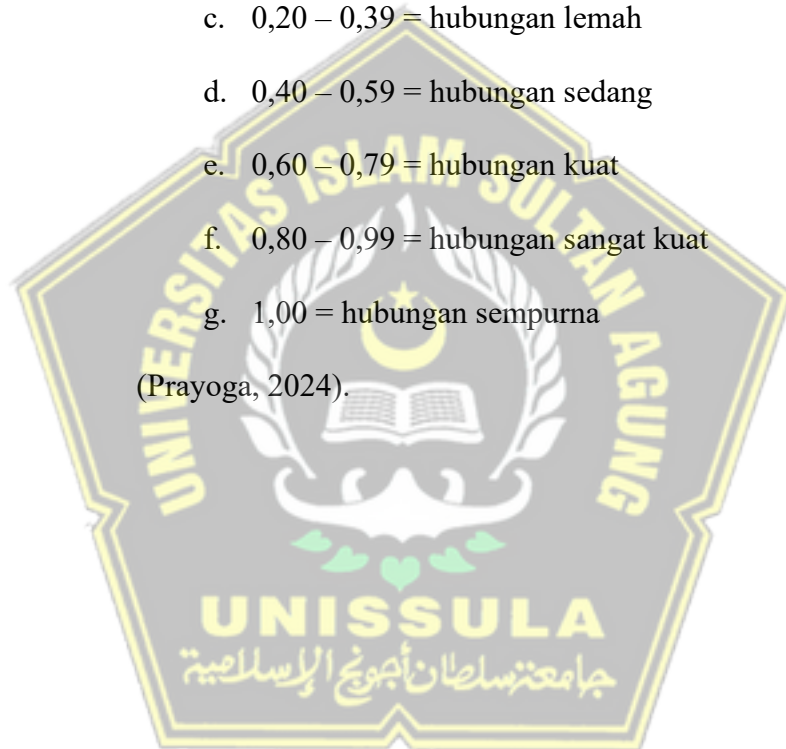 c. 0,20 – 0,39 = hubungan lemah
d. 0,40 – 0,59 = hubungan sedang
e. 0,60 – 0,79 = hubungan kuat
f. 0,80 – 0,99 = hubungan sangat kuat
g. 1,00 = hubungan sempurna
(Prayoga, 2024).
UNIVERSITAS ISLAM SULTAN AGUNG
UNISSULA
جامعة سلطان أجونج الإسلامية